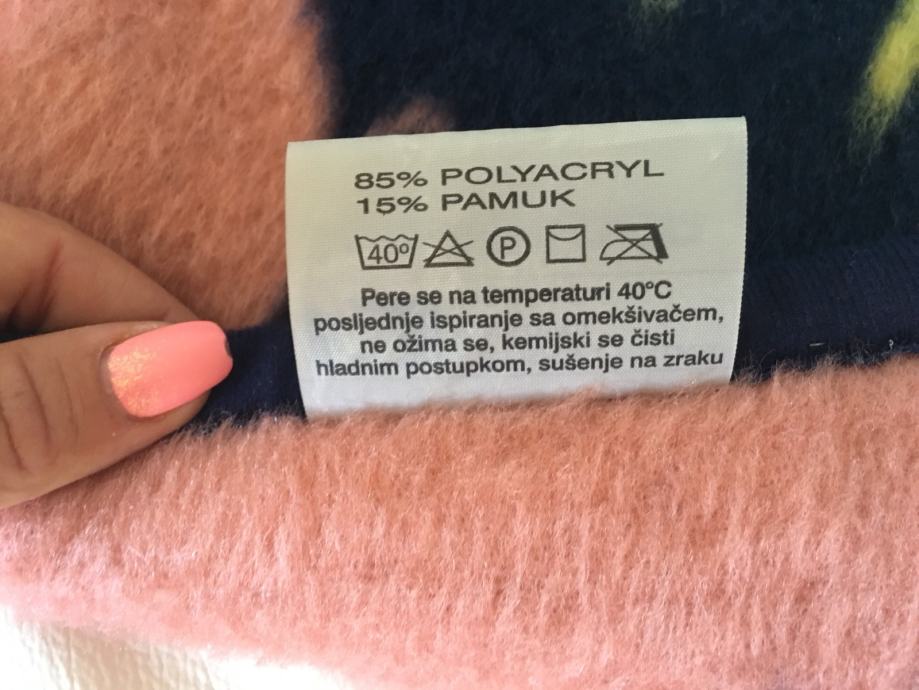 85% POLYACRYL
15% PAMUK
40° P
Pere se na temperaturi 40°C
posljednje ispiranje sa omekšivačem,
ne ožima se, kemijski se čisti
hladnim postupkom, sušenje na zraku